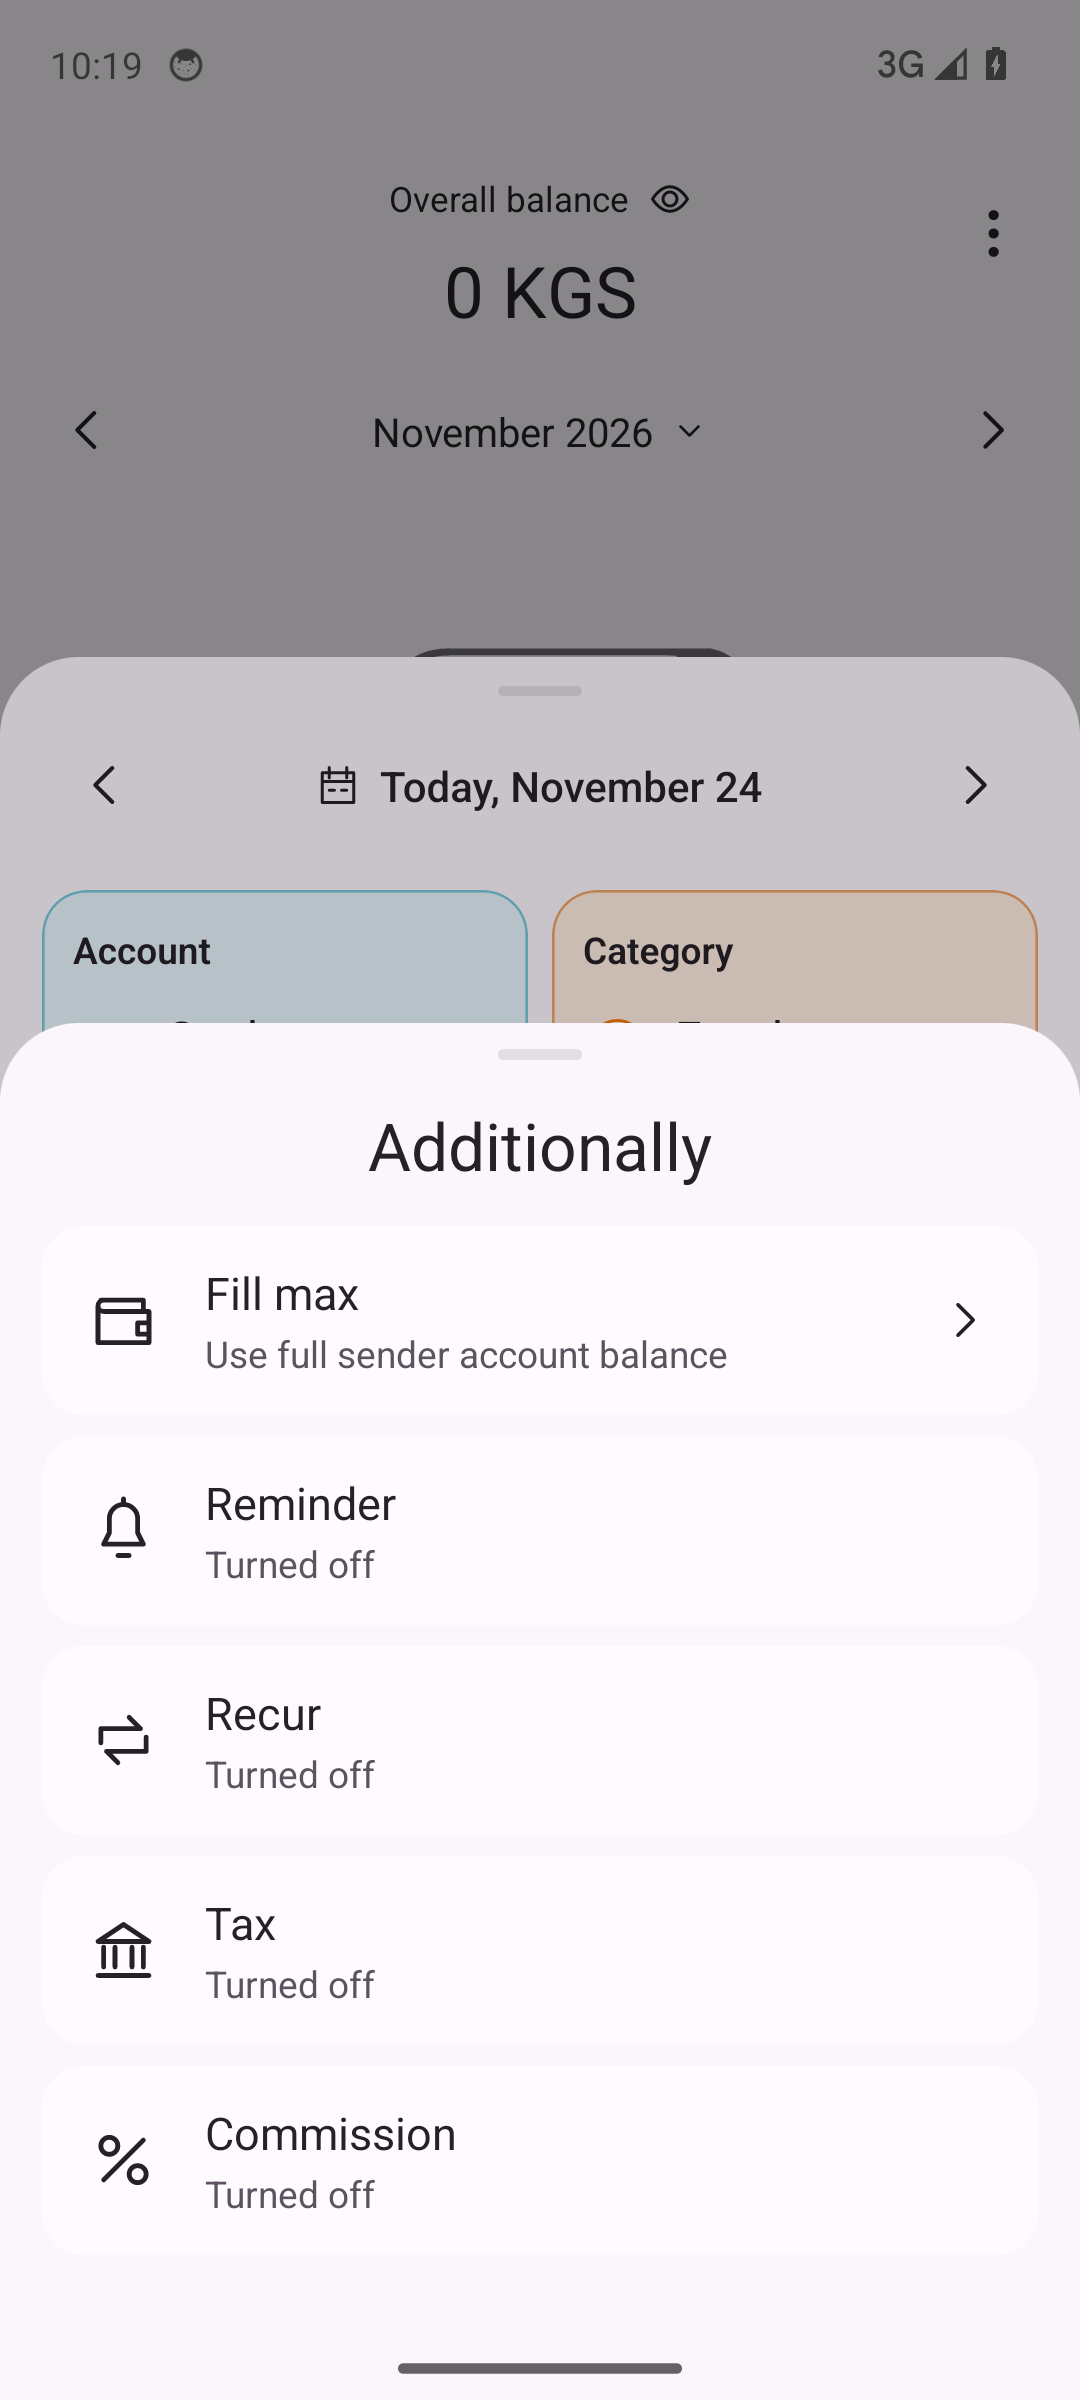 10:19
3G
Overall balance
0 KGS
November 2026
Today, November 24
Account
Category
Additionally
Fill max
Use full sender account balance
Reminder
Turned off
Recur
Turned off
Tax
Turned off
Commission
Turned off